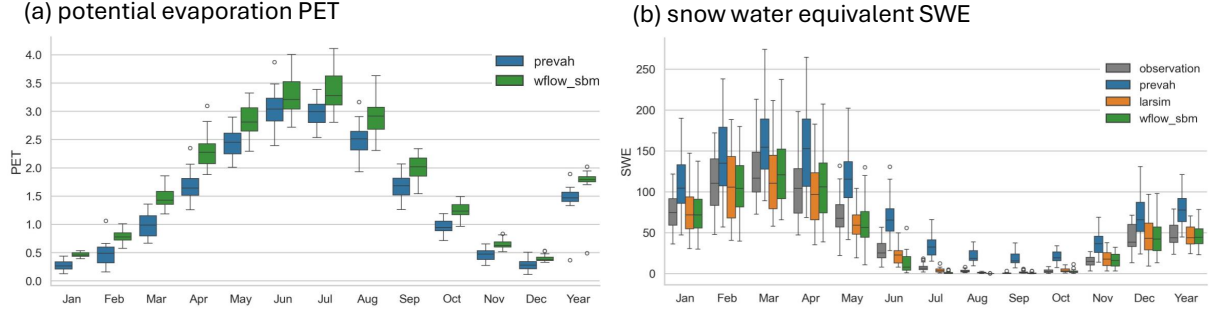 (a) potential evaporation PET
4.0
3.5
3.0
2.5
2.0
1.5
1.0
0.5
0.0
PET
prevah
wflow_sbm
Jan Feb Mar Apr May Jun Jul Aug Sep Oct Nov Dec Year
(b) snow water equivalent SWE
250
200
150
100
50
0
SWE
observation
prevah
larsim
wflow_sbm
Jan Feb Mar Apr May Jun Jul Aug Sep Oct Nov Dec Year